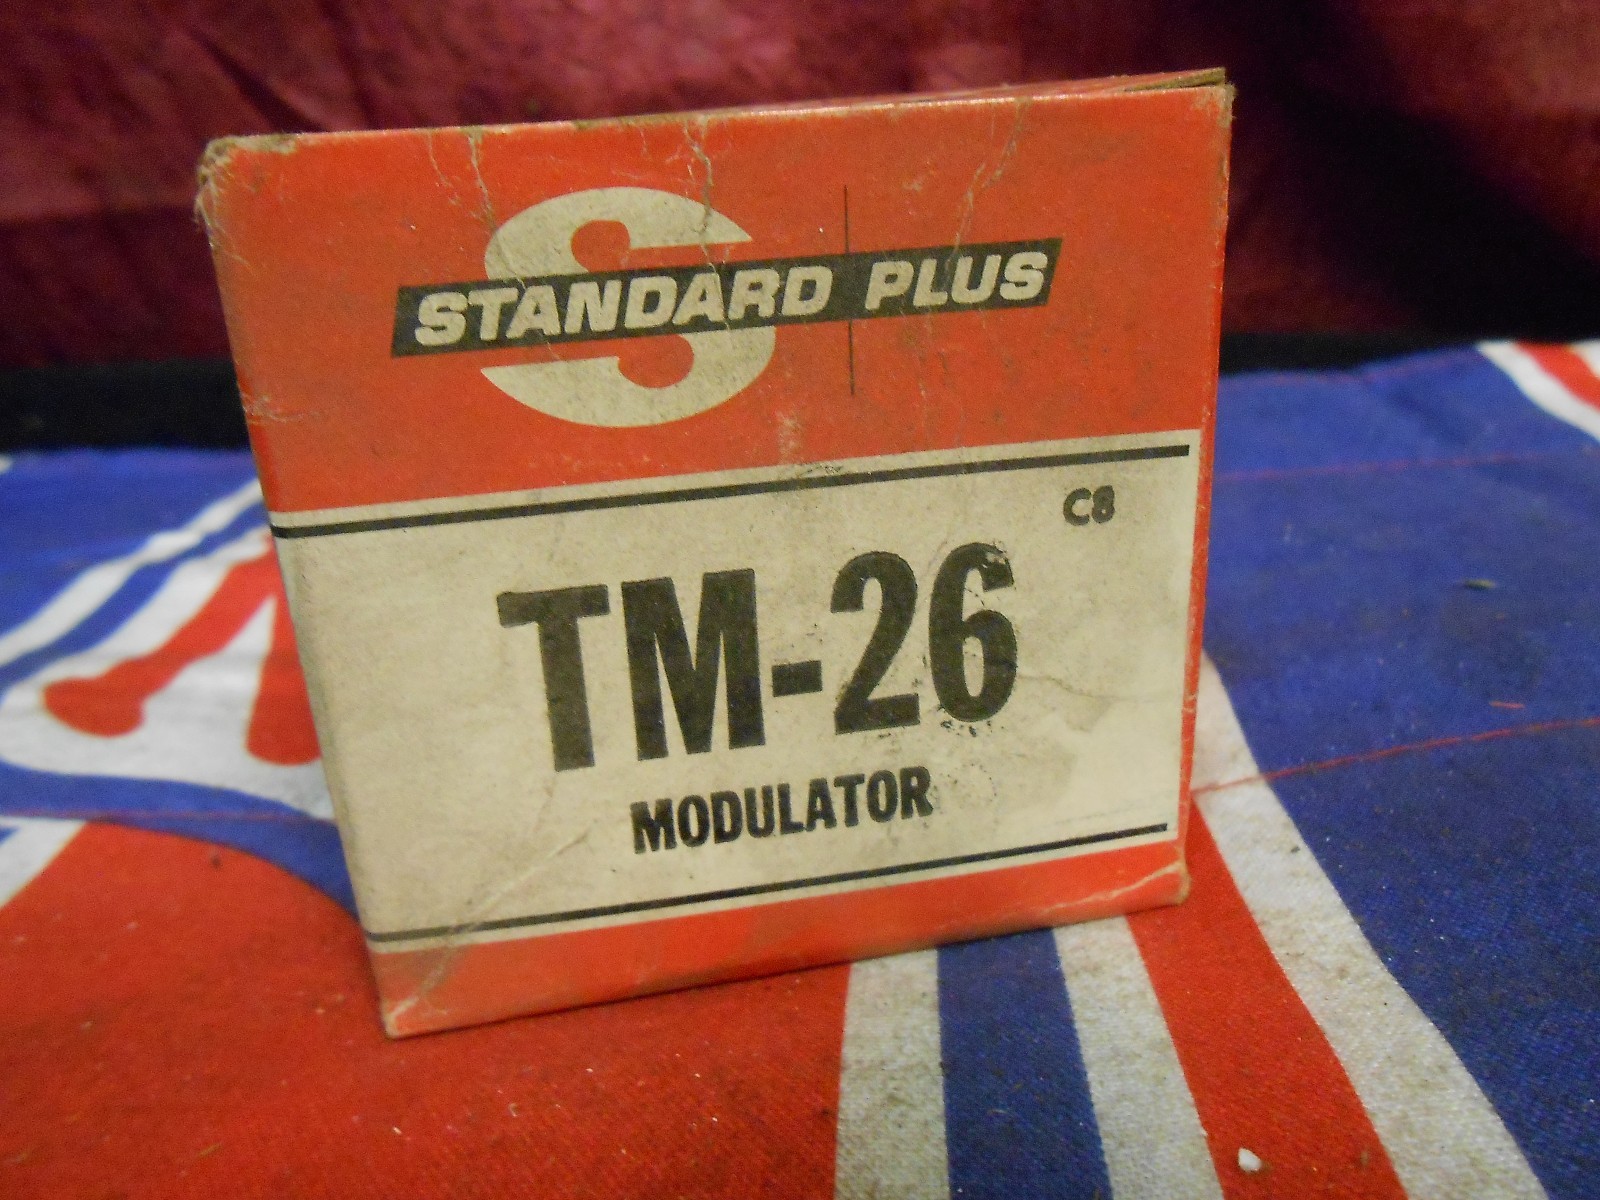 S
STANDARD PLUS
C8
TM-26
MODULATOR